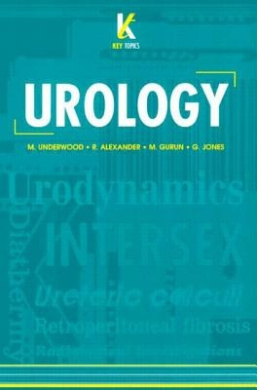 KEY TOPICS
UROLOGY
M. UNDERWOOD • R. ALEXANDER • M. GURUN • G. JONES
Urodynamics
Diathermy
INTERSEX
Ureteric calculi
Retroperitoneal fibrosis